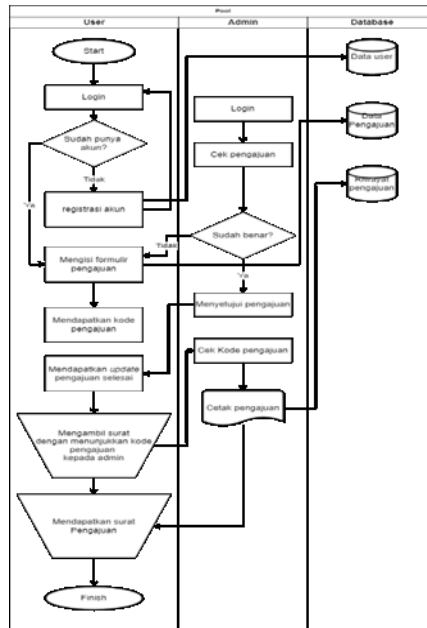 Pool
User
Admin
Database
Start
Login
Sudah punya
akun?
Tidak
Ya
registrasi akun
Mengisi formulir
pengajuan
Mendapatkan kode
pengajuan
Mendapatkan update
pengajuan selesai
Mengambil surat
dengan menunjukkan kode
pengajuan
kepada admin
Mendapatkan surat
Pengajuan
Finish
Login
Cek pengajuan
Sudah benar?
Tidak
Ya
Menyetujui pengajuan
Cek Kode pengajuan
Cetak pengajuan
Data user
Data
Pengajuan
Riwayat
pengajuan